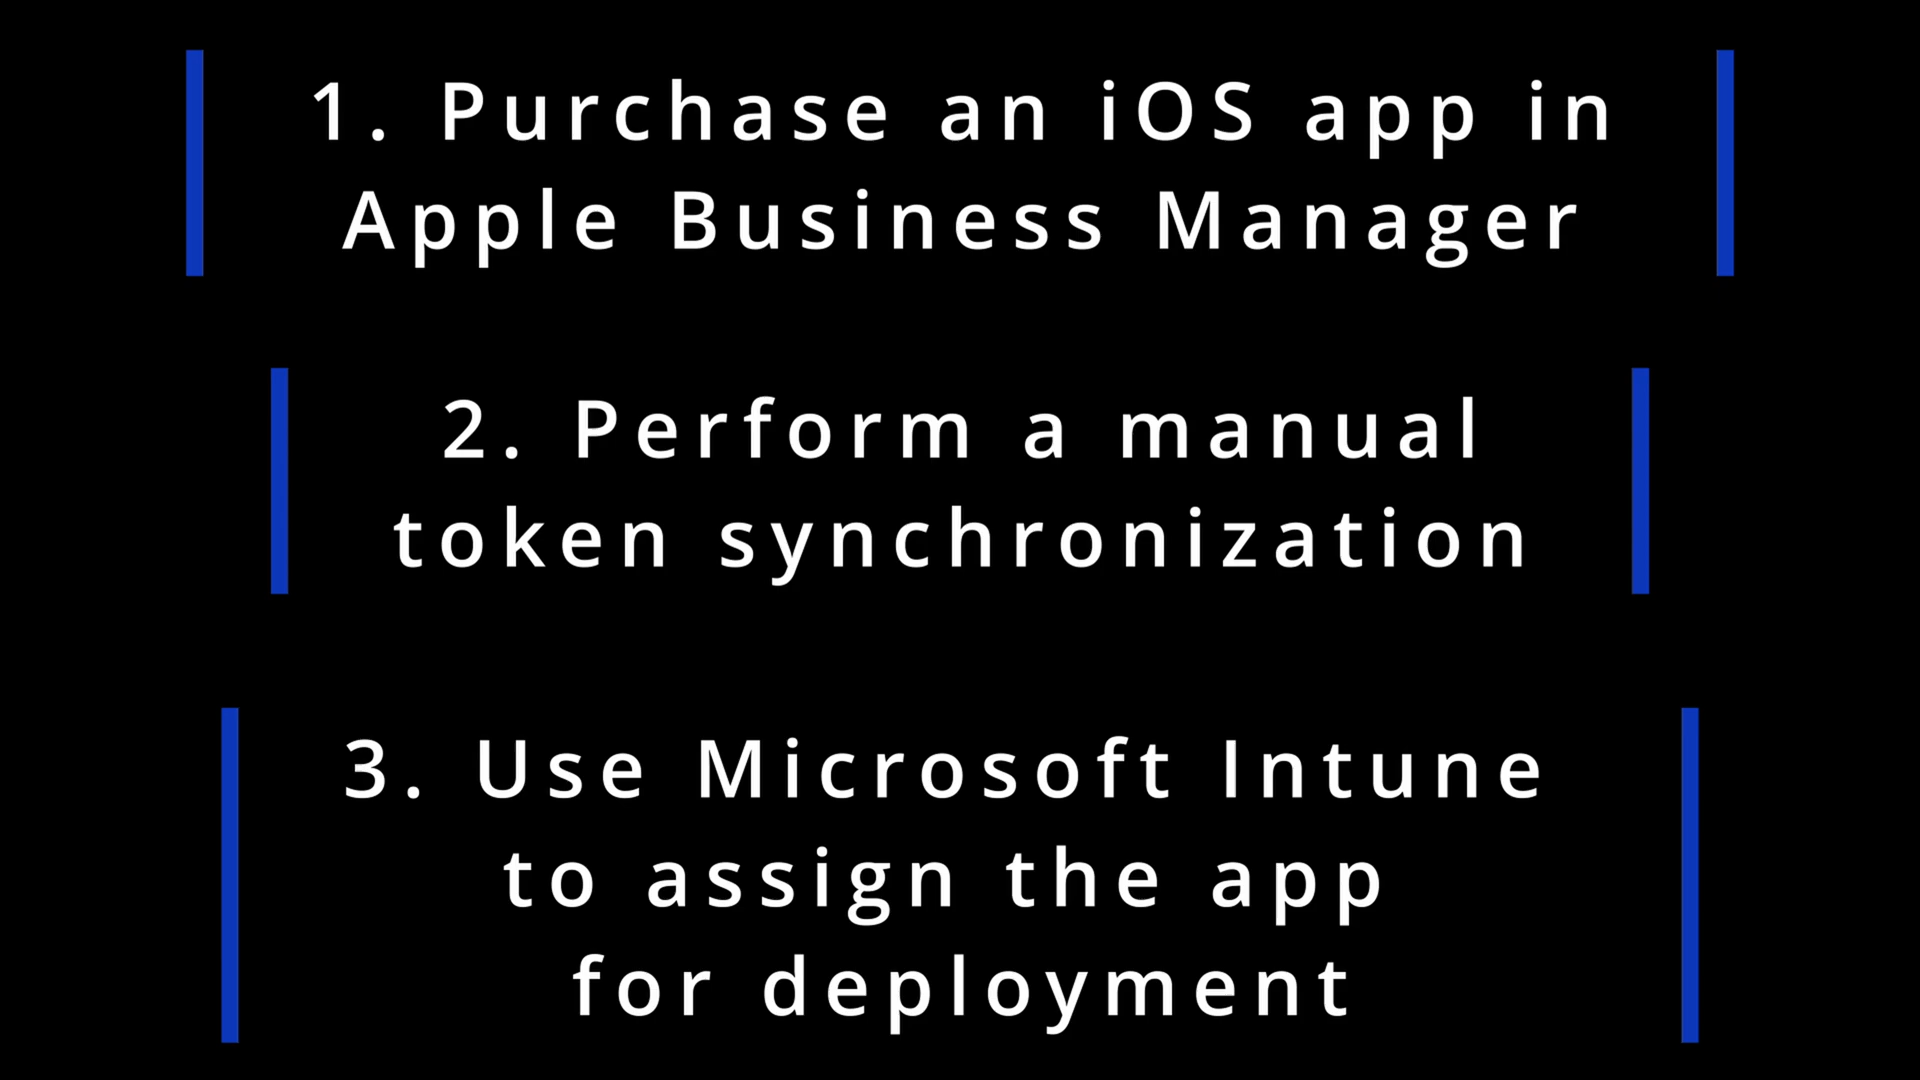 1. Purchase an iOS app in
Apple Business Manager
2. Perform a manual
token synchronization
3. Use Microsoft Intune
to assign the app
for deployment